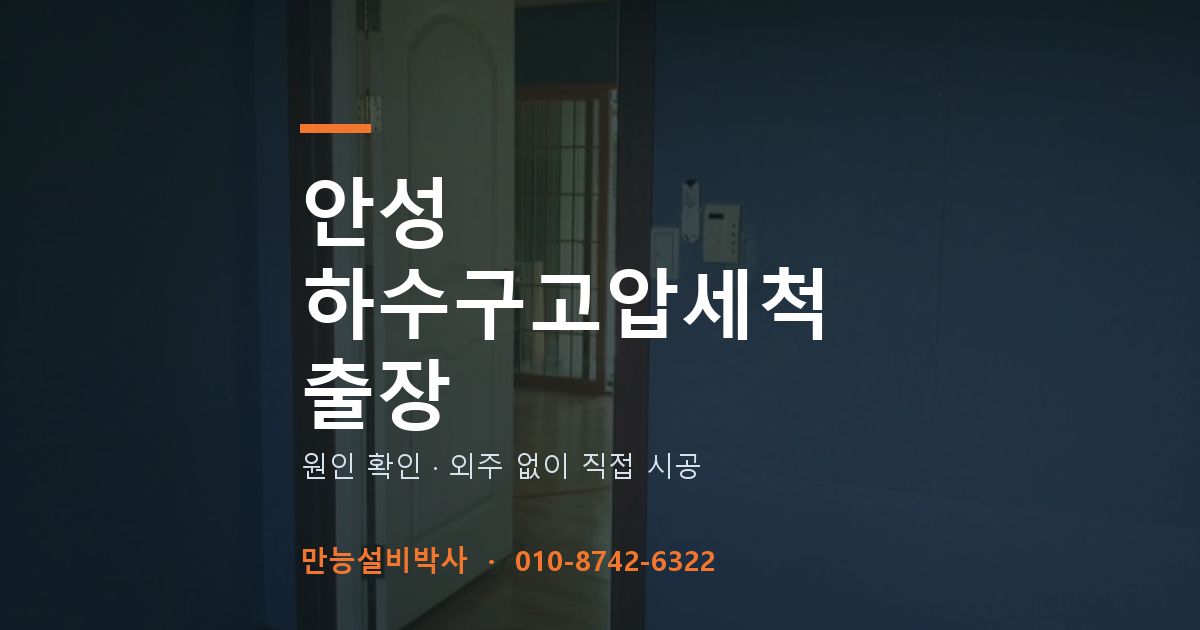 안성
하수구고압세척
출장
원인 확인 · 외주 없이 직접 시공
만능설비박사 · 010-8742-6322